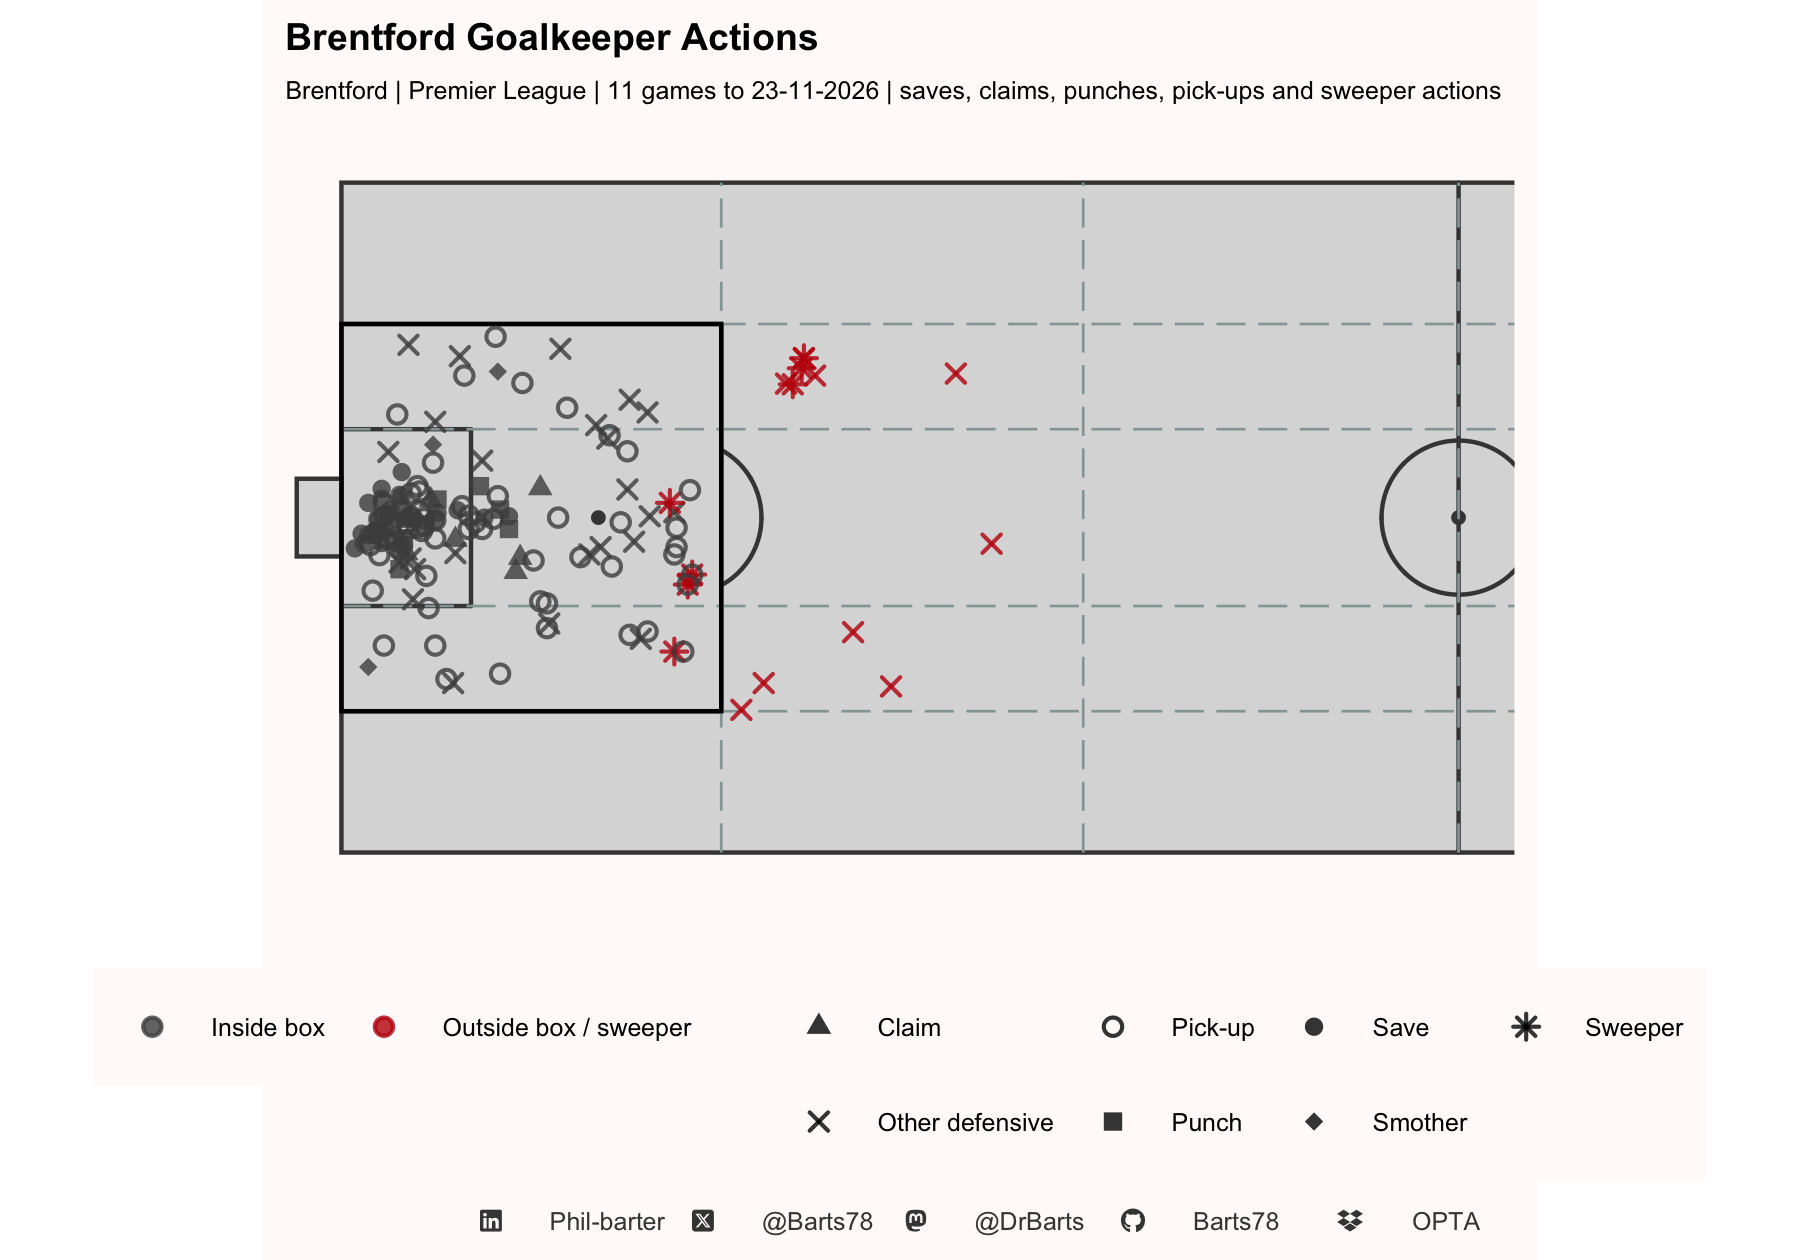 Brentford Goalkeeper Actions
Brentford | Premier League | 11 games to 23-11-2026 | saves, claims, punches, pick-ups and sweeper actions
Inside box Outside box / sweeper Claim Pick-up Save Sweeper
Other defensive Punch Smother
Phil-barter @Barts78 @DrBarts Barts78 OPTA